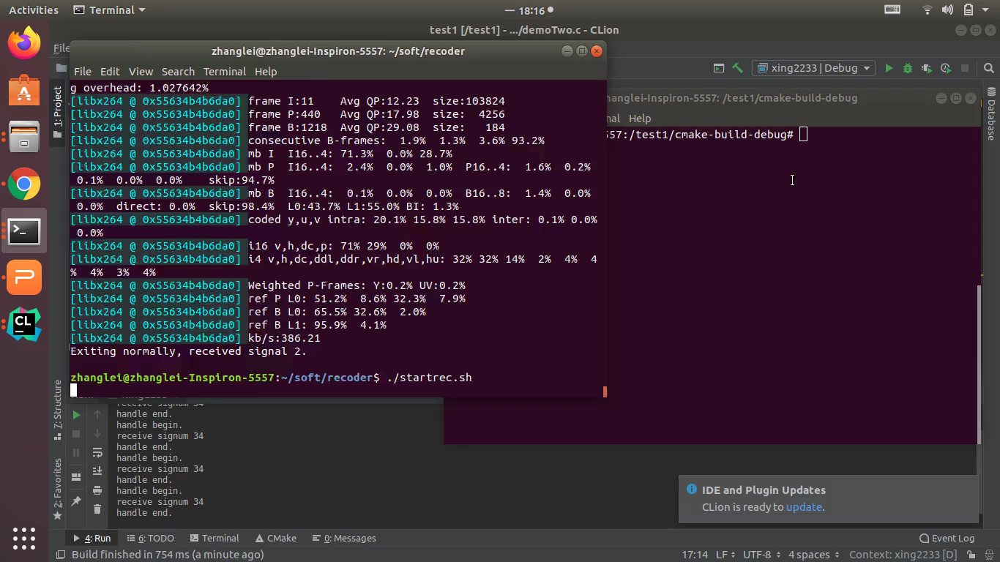 Activities
Terminal
18:16
test1 [/test1] - .../demoTwo.c - CLion
zhanglei@zhanglei-Inspiron-5557: ~/soft/recoder
File Edit View Search Terminal Help
g overhead: 1.027642%
[libx264 @ 0x55634b4b6da0] frame I:11 Avg QP:12.23 size:103824
[libx264 @ 0x55634b4b6da0] frame P:440 Avg QP:17.98 size: 4256
[libx264 @ 0x55634b4b6da0] frame B:1218 Avg QP:29.08 size: 184
[libx264 @ 0x55634b4b6da0] consecutive B-frames: 1.9% 1.3% 3.6% 93.2%
[libx264 @ 0x55634b4b6da0] mb I I16..4: 71.3% 0.0% 28.7%
[libx264 @ 0x55634b4b6da0] mb P I16..4: 2.4% 0.0% 1.0% P16..4: 1.6% 0.2%
0.1% 0.0% 0.0% skip:94.7%
[libx264 @ 0x55634b4b6da0] mb B I16..4: 0.1% 0.0% 0.0% B16..8: 1.4% 0.0%
0.0% direct: 0.0% skip:98.4% L0:43.7% L1:55.0% BI: 1.3%
[libx264 @ 0x55634b4b6da0] coded y,u,v intra: 20.1% 15.8% 15.8% inter: 0.1% 0.0%
0.0%
[libx264 @ 0x55634b4b6da0] i16 v,h,dc,p: 71% 29% 0% 0%
[libx264 @ 0x55634b4b6da0] i4 v,h,dc,ddl,ddr,vr,hd,vl,hu: 32% 32% 14% 2% 4% 4
% 4% 3% 4%
[libx264 @ 0x55634b4b6da0] Weighted P-Frames: Y:0.2% UV:0.2%
[libx264 @ 0x55634b4b6da0] ref P L0: 51.2% 8.6% 32.3% 7.9%
[libx264 @ 0x55634b4b6da0] ref B L0: 65.5% 32.6% 2.0%
[libx264 @ 0x55634b4b6da0] ref B L1: 95.9% 4.1%
[libx264 @ 0x55634b4b6da0] kb/s:386.21
Exiting normally, received signal 2.
zhanglei@zhanglei-Inspiron-5557:~/soft/recoder$ ./startrec.sh
File
xing2233 | Debug
1: Project
Database
hanglei-Inspiron-5557: /test1/cmake-build-debug
nal Help
557:/test1/cmake-build-debug#
7: Structure
2: Favorites
receive signum 34
handle end.
handle begin.
receive signum 34
handle end.
handle begin.
receive signum 34
handle end.
handle begin.
receive signum 34
handle end.
IDE and Plugin Updates
CLion is ready to update.
4: Run 6: TODO Terminal CMake 0: Messages
Event Log
Build finished in 754 ms (a minute ago)
17:14 LF UTF-8 4 spaces Context: xing2233 [D]